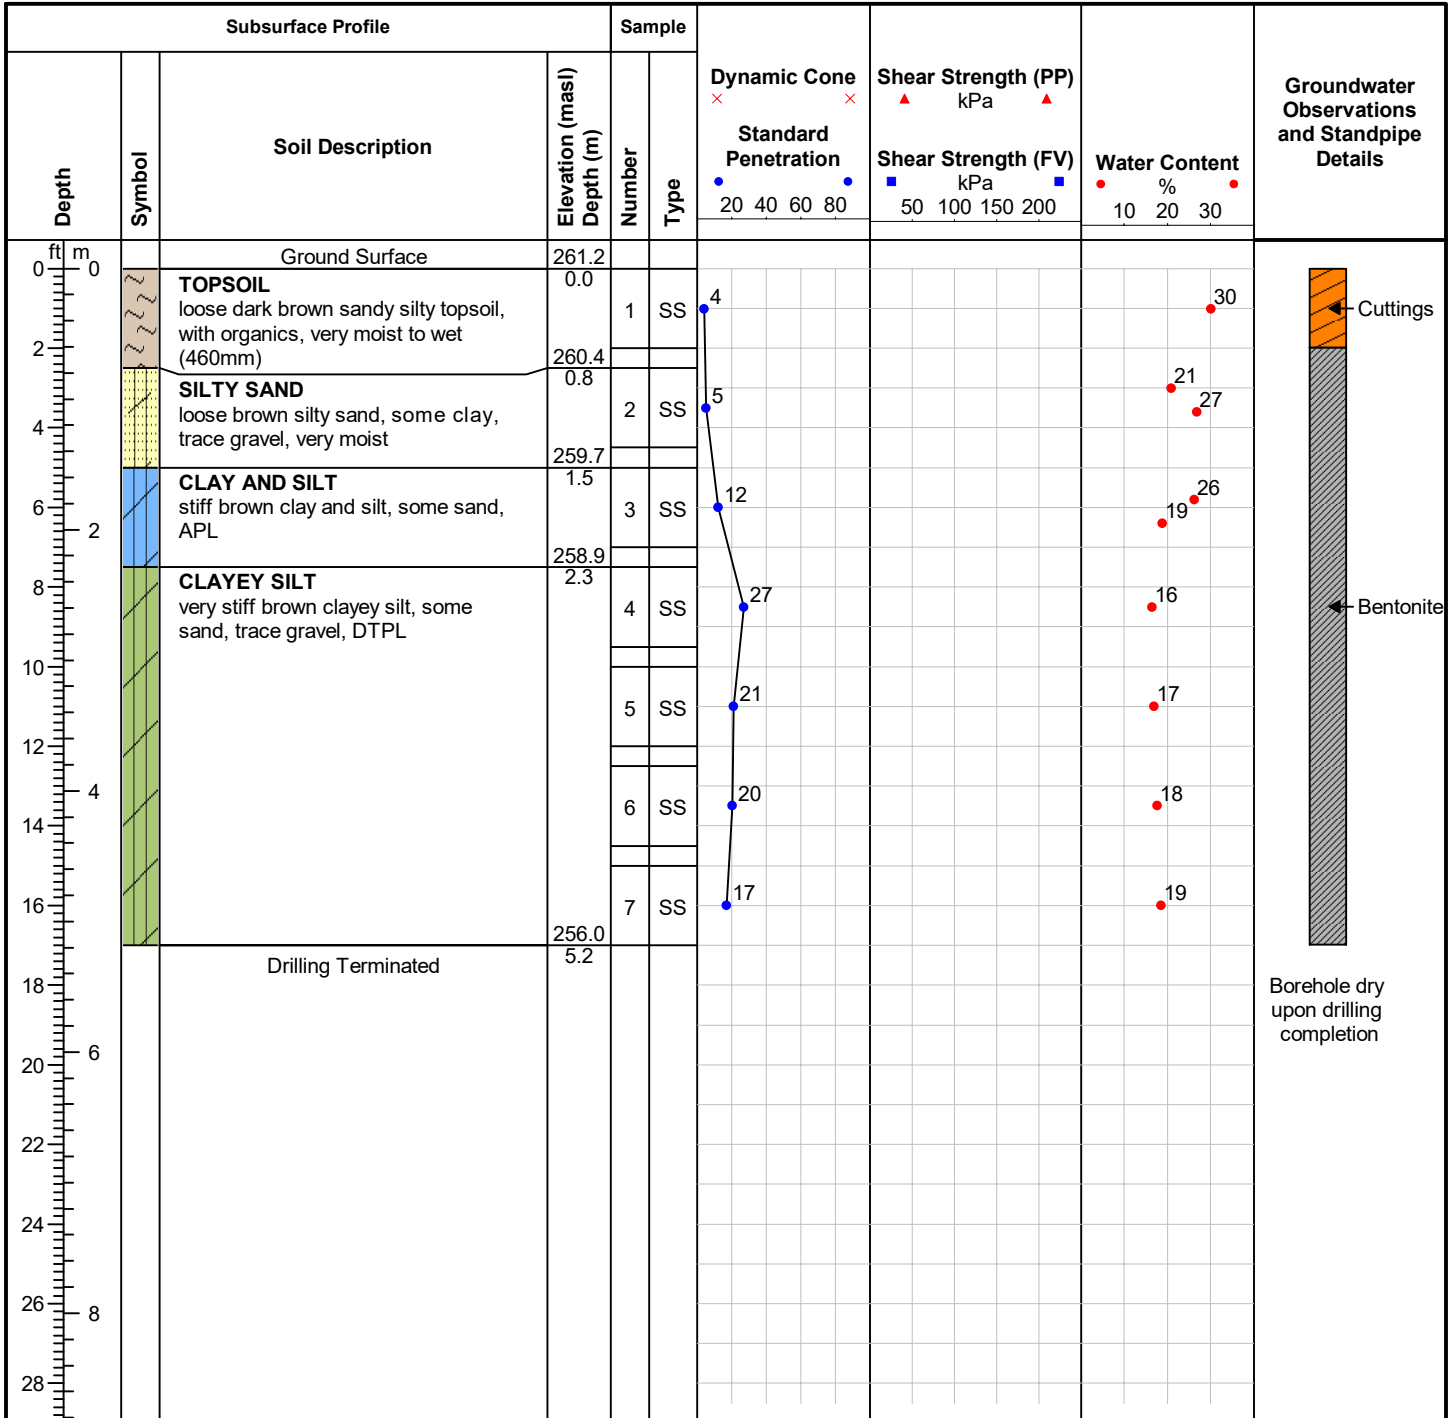 Subsurface Profile
Sample
Depth
Symbol
Soil Description
Elevation (masl)
Depth (m)
Number
Type
Dynamic Cone
Standard
Penetration
20 40 60 80
Shear Strength (PP)
kPa
Shear Strength (FV)
kPa
50 100 150 200
Water Content
%
10 20 30
Groundwater
Observations
and Standpipe
Details
ft m
Ground Surface
261.2
0 0
0.0
TOPSOIL
loose dark brown sandy silty topsoil,
with organics, very moist to wet
(460mm)
1 SS
4
30
Cuttings
2
260.4
0.8
SILTY SAND
loose brown silty sand, some clay,
trace gravel, very moist
2 SS
5
21
27
4
259.7
1.5
CLAY AND SILT
stiff brown clay and silt, some sand,
APL
3 SS
12
26
19
6
2
258.9
2.3
CLAYEY SILT
very stiff brown clayey silt, some
sand, trace gravel, DTPL
4 SS
27
16
Bentonite
8
10
5 SS
21
17
12
4
6 SS
20
18
14
7 SS
17
19
16
256.0
5.2
Drilling Terminated
18
Borehole dry
upon drilling
completion
6
20
22
24
26
8
28